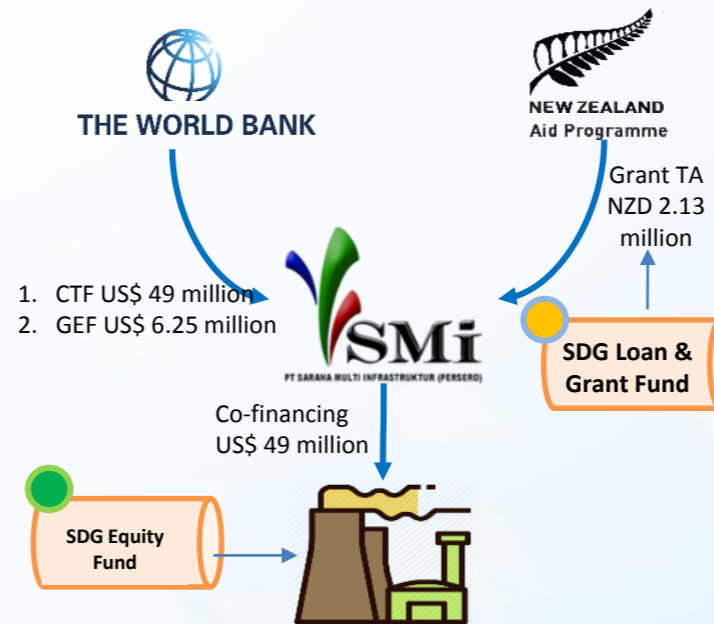 THE WORLD BANK
NEW ZEALAND
Aid Programme
Grant TA
NZD 2.13
million
1. CTF US$ 49 million
2. GEF US$ 6.25 million
SMi
PT SARANA MULTI INFRASTRUKTUR (PERSERO)
SDG Loan &
Grant Fund
Co-financing
US$ 49 million
SDG Equity
Fund